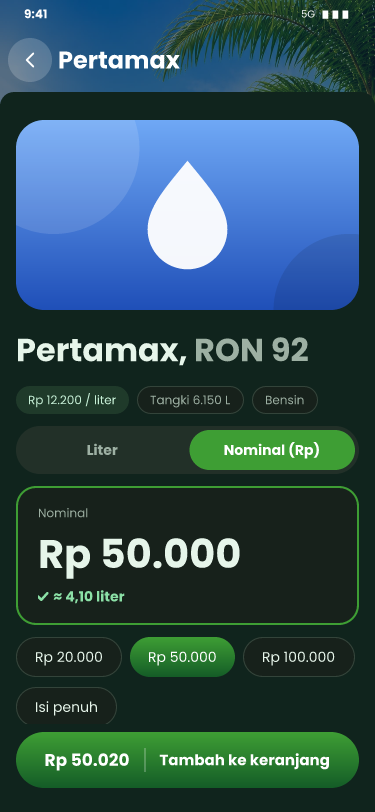 9:41
5G
Pertamax
Pertamax, RON 92
Rp 12.200 / liter
Tangki 6.150 L
Bensin
Liter
Nominal (Rp)
Nominal
Rp 50.000
≈ 4,10 liter
Rp 20.000
Rp 50.000
Rp 100.000
Isi penuh
Rp 50.020
Tambah ke keranjang